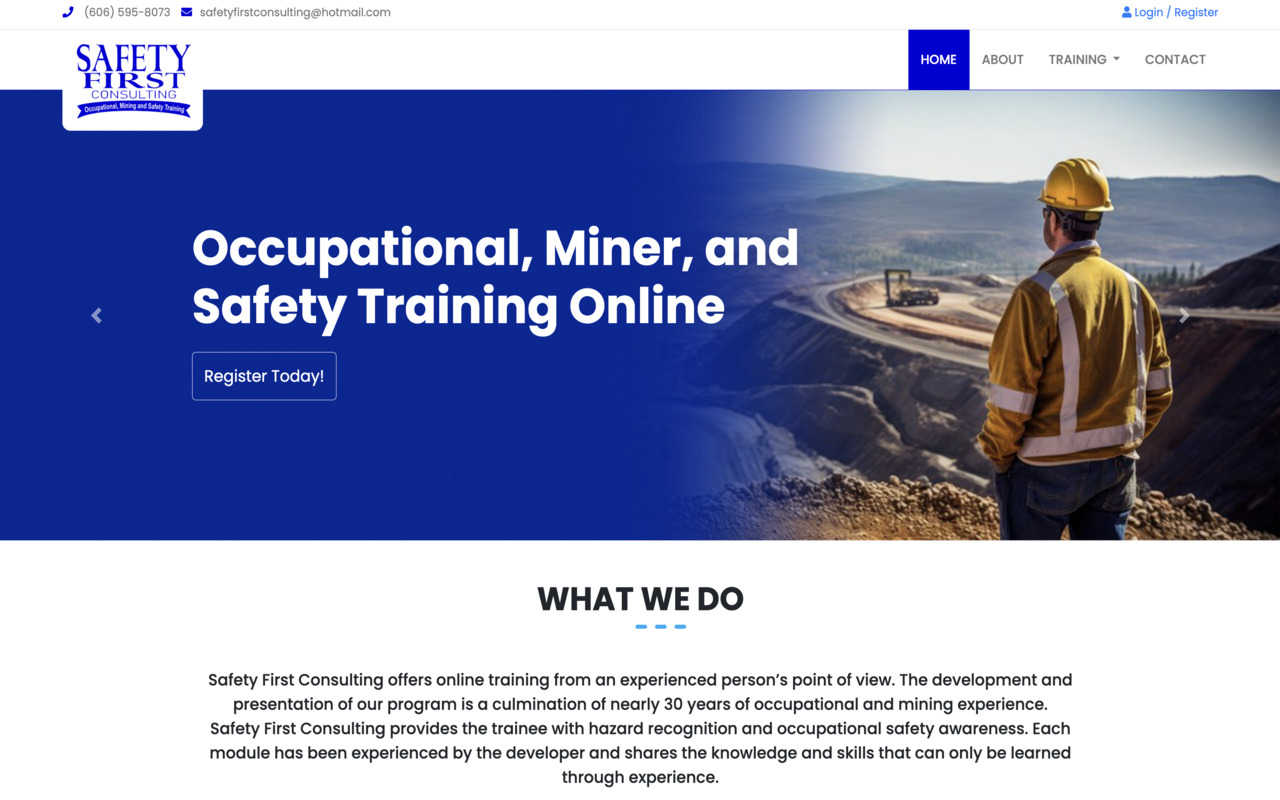 (606) 595-8073 safetyfirstconsulting@hotmail.com Login / Register
SAFETY
FIRST
CONSULTING
Occupational, Mining and Safety Training
HOME ABOUT TRAINING CONTACT
Occupational, Miner, and
Safety Training Online
Register Today!
WHAT WE DO
Safety First Consulting offers online training from an experienced person’s point of view. The development and
presentation of our program is a culmination of nearly 30 years of occupational and mining experience.
Safety First Consulting provides the trainee with hazard recognition and occupational safety awareness. Each
module has been experienced by the developer and shares the knowledge and skills that can only be learned
through experience.